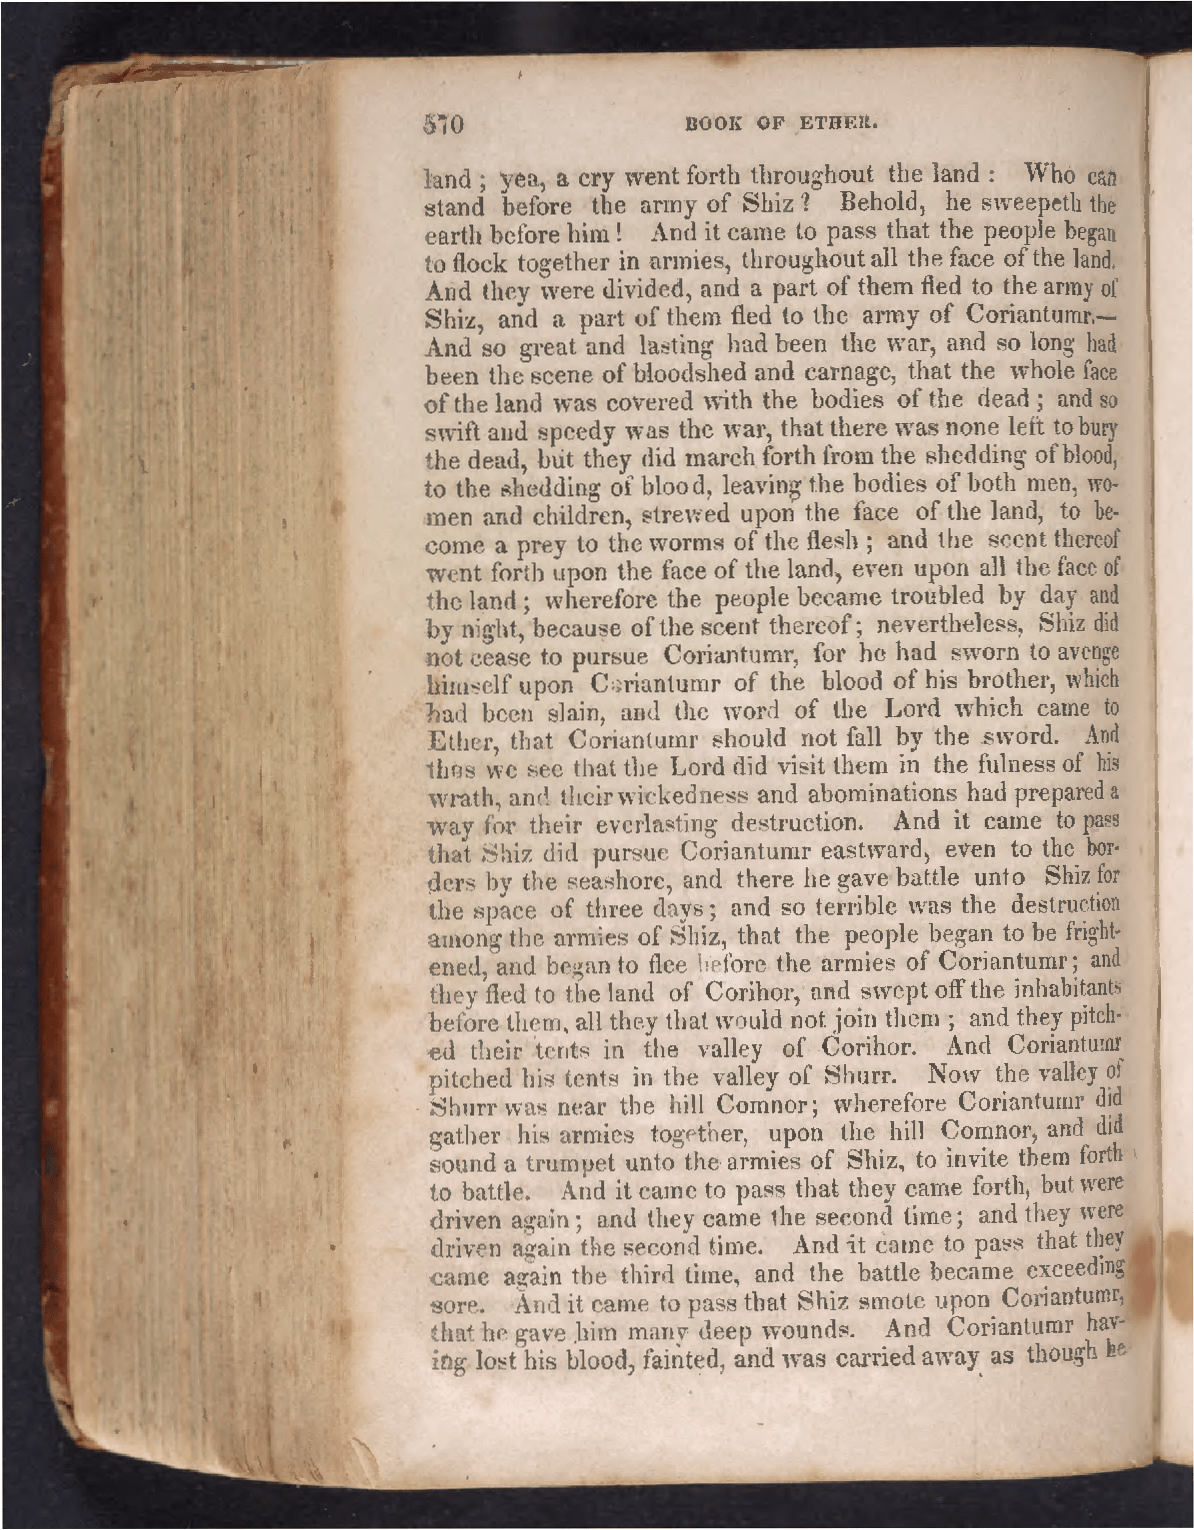 570 BOOK OF ETHER.
land ; yea, a cry went forth throughout the land : Who can
stand before the army of Shiz ? Behold, he sweepeth the
earth before him ! And it came to pass that the people began
to flock together in armies, throughout all the face of the land.
And they were divided, and a part of them fled to the army of
Shiz, and a part of them fled to the army of Coriantumr.—
And so great and lasting had been the war, and so long had
been the scene of bloodshed and carnage, that the whole face
of the land was covered with the bodies of the dead ; and so
swift and speedy was the war, that there was none left to bury
the dead, but they did march forth from the shedding of blood,
to the shedding of blood, leaving the bodies of both men, wo-
men and children, strewed upon the face of the land, to be-
come a prey to the worms of the flesh ; and the scent thereof
went forth upon the face of the land, even upon all the face of
the land ; wherefore the people became troubled by day and
by night, because of the scent thereof ; nevertheless, Shiz did
not cease to pursue Coriantumr, for he had sworn to avenge
himself upon Coriantumr of the blood of his brother, which
had been slain, and the word of the Lord which came to
Ether, that Coriantumr should not fall by the sword. And
thus we see that the Lord did visit them in the fulness of his
wrath, and their wickedness and abominations had prepared a
way for their everlasting destruction. And it came to pass
that Shiz did pursue Coriantumr eastward, even to the bor-
ders by the seashore, and there he gave battle unto Shiz for
the space of three days ; and so terrible was the destruction
among the armies of Shiz, that the people began to be fright-
ened, and began to flee before the armies of Coriantumr ; and
they fled to the land of Corihor, and swept off the inhabitants
before them, all they that would not join them ; and they pitch-
ed their tents in the valley of Corihor. And Coriantumr
pitched his tents in the valley of Shurr. Now the valley of
Shurr was near the hill Comnor ; wherefore Coriantumr did
gather his armies together, upon the hill Comnor, and did
sound a trumpet unto the armies of Shiz, to invite them forth
to battle. And it came to pass that they came forth, but were
driven again ; and they came the second time ; and they were
driven again the second time. And it came to pass that they
came again the third time, and the battle became exceeding
sore. And it came to pass that Shiz smote upon Coriantumr,
that he gave him many deep wounds. And Coriantumr hav-
ing lost his blood, fainted, and was carried away as though he